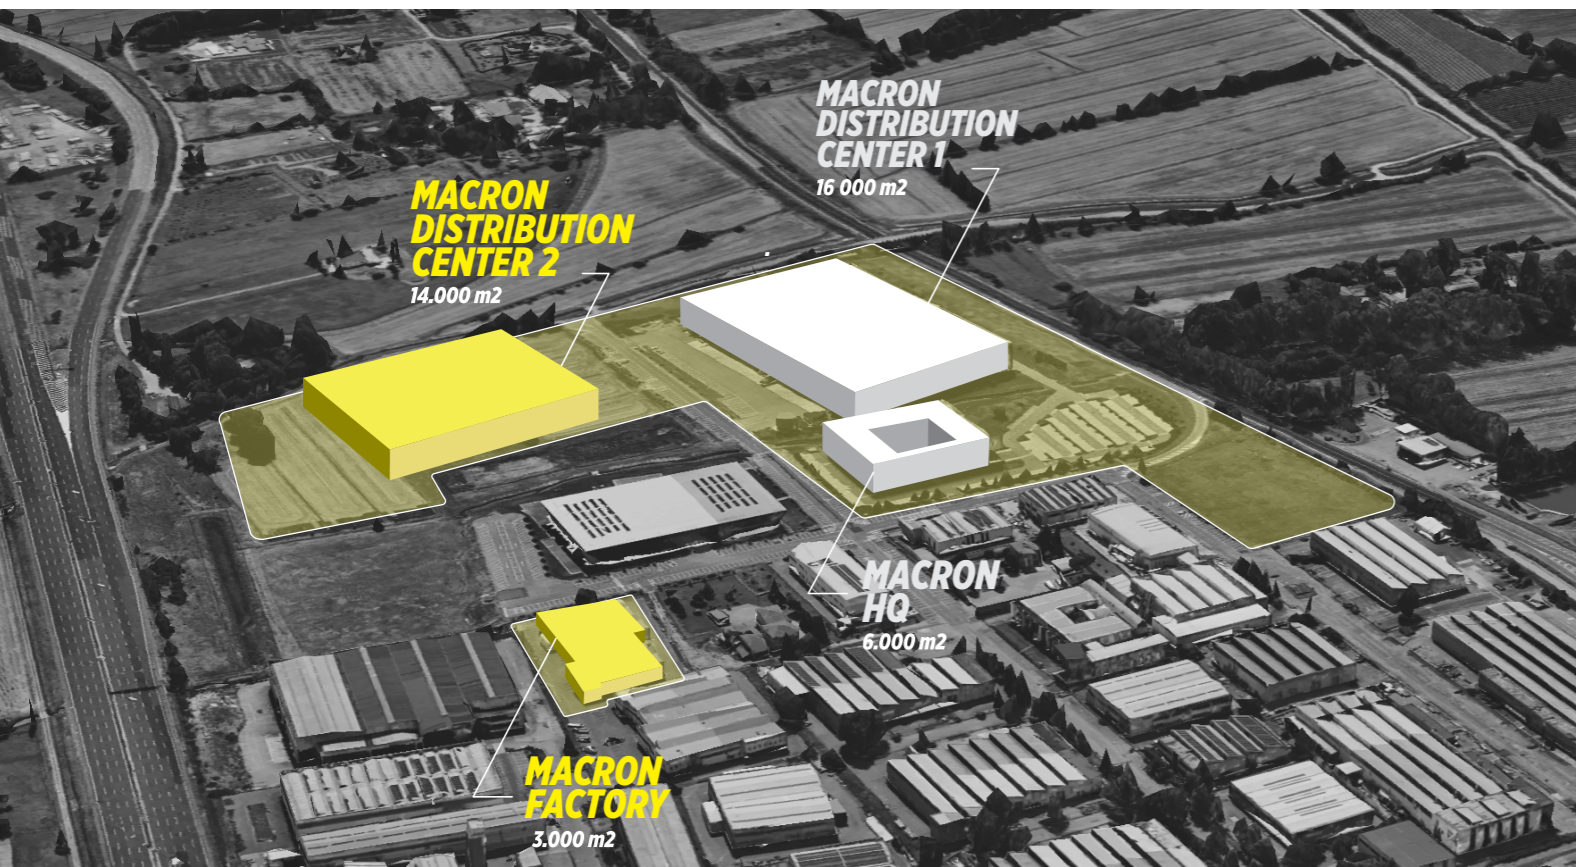 MACRON
DISTRIBUTION
CENTER 1
16 000 m2
MACRON
DISTRIBUTION
CENTER 2
14.000 m2
MACRON
HQ
6.000 m2
MACRON
FACTORY
3.000 m2